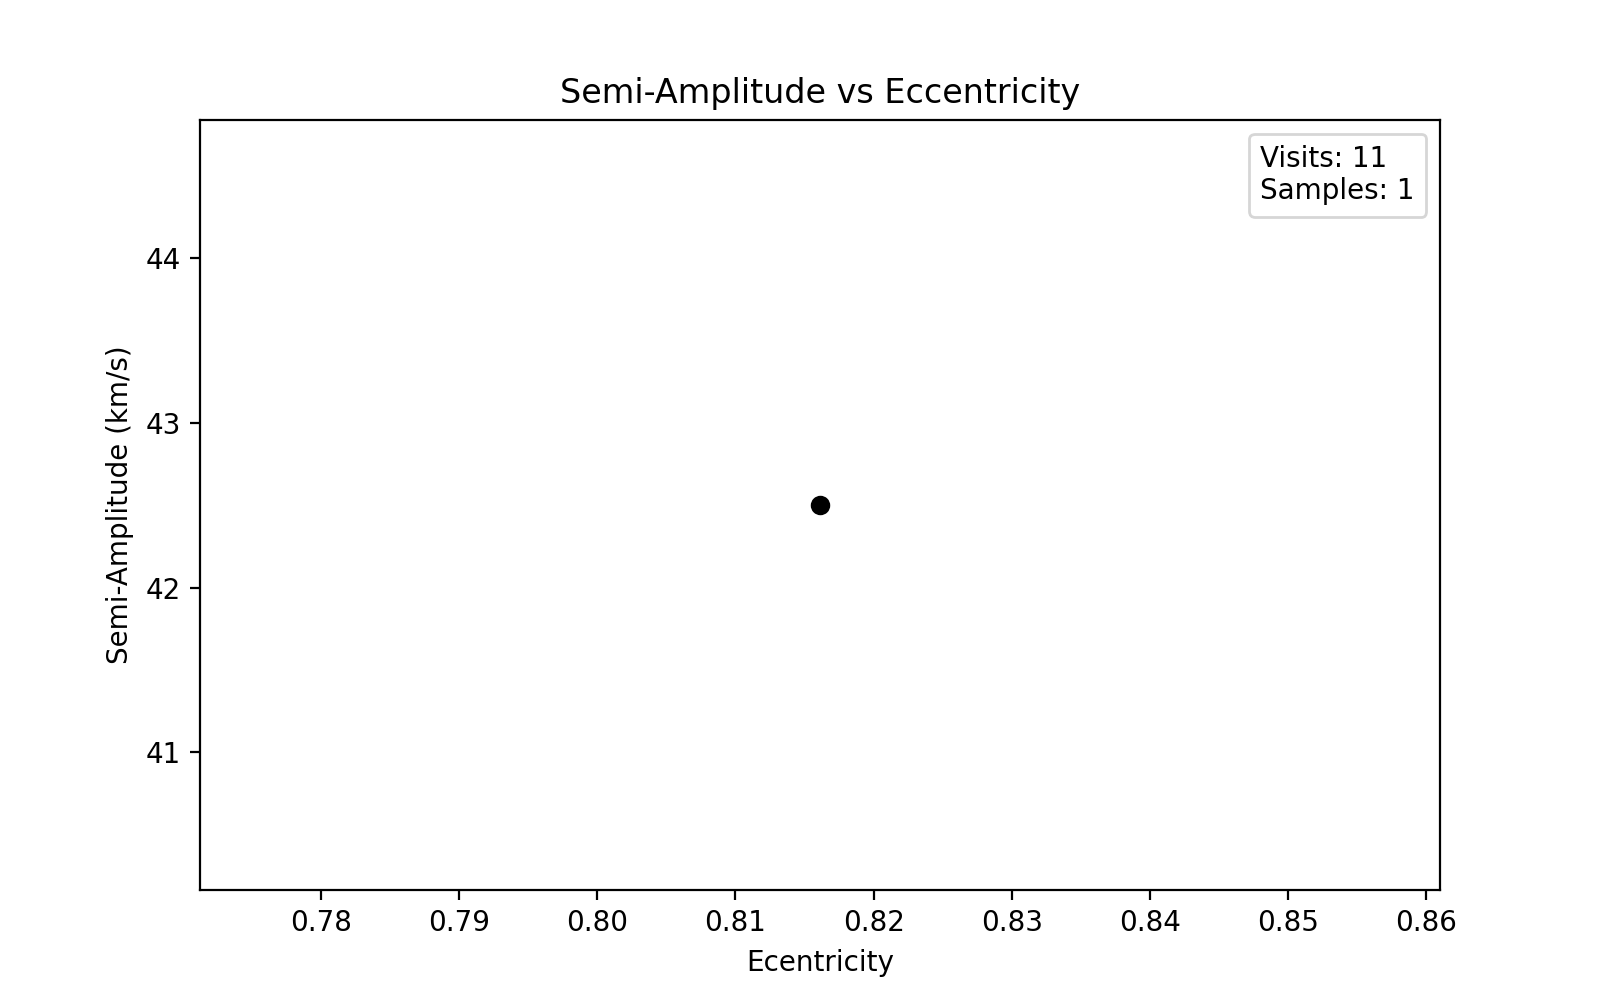 Semi-Amplitude vs Eccentricity
Visits: 11
Samples: 1
44
43
42
41
Semi-Amplitude (km/s)
0.78 0.79 0.80 0.81 0.82 0.83 0.84 0.85 0.86
Ecentricity